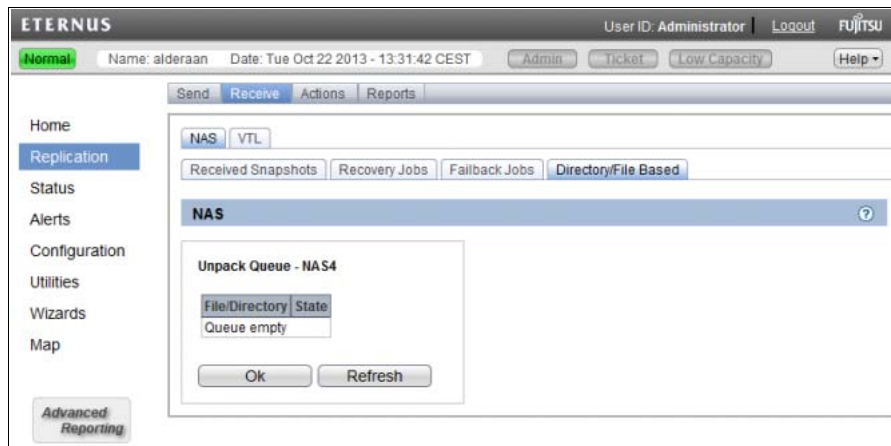 ETERNUS User ID: Administrator Logout FUJITSU
Normal Name: alderaan Date: Tue Oct 22 2013 - 13:31:42 CEST Admin Ticket Low Capacity Help
Send Receive Actions Reports
Home
Replication
Status
Alerts
Configuration
Utilities
Wizards
Map
Advanced
Reporting
NAS VTL
Received Snapshots Recovery Jobs Failback Jobs Directory/File Based
NAS ?
Unpack Queue - NAS4
File/Directory State
Queue empty
Ok Refresh